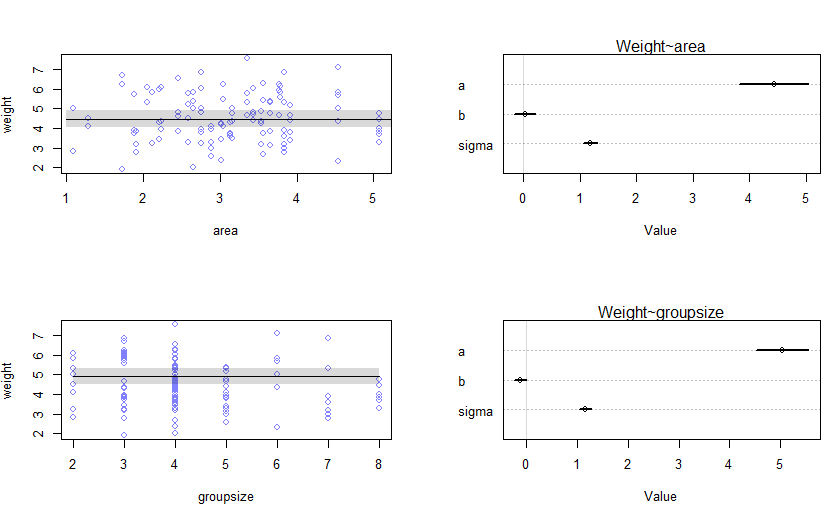 weight
7
6
5
4
3
2
1 2 3 4 5
area
Weight~area
a
b
sigma
0 1 2 3 4 5
Value
weight
7
6
5
4
3
2
2 3 4 5 6 7 8
groupsize
Weight~groupsize
a
b
sigma
0 1 2 3 4 5
Value